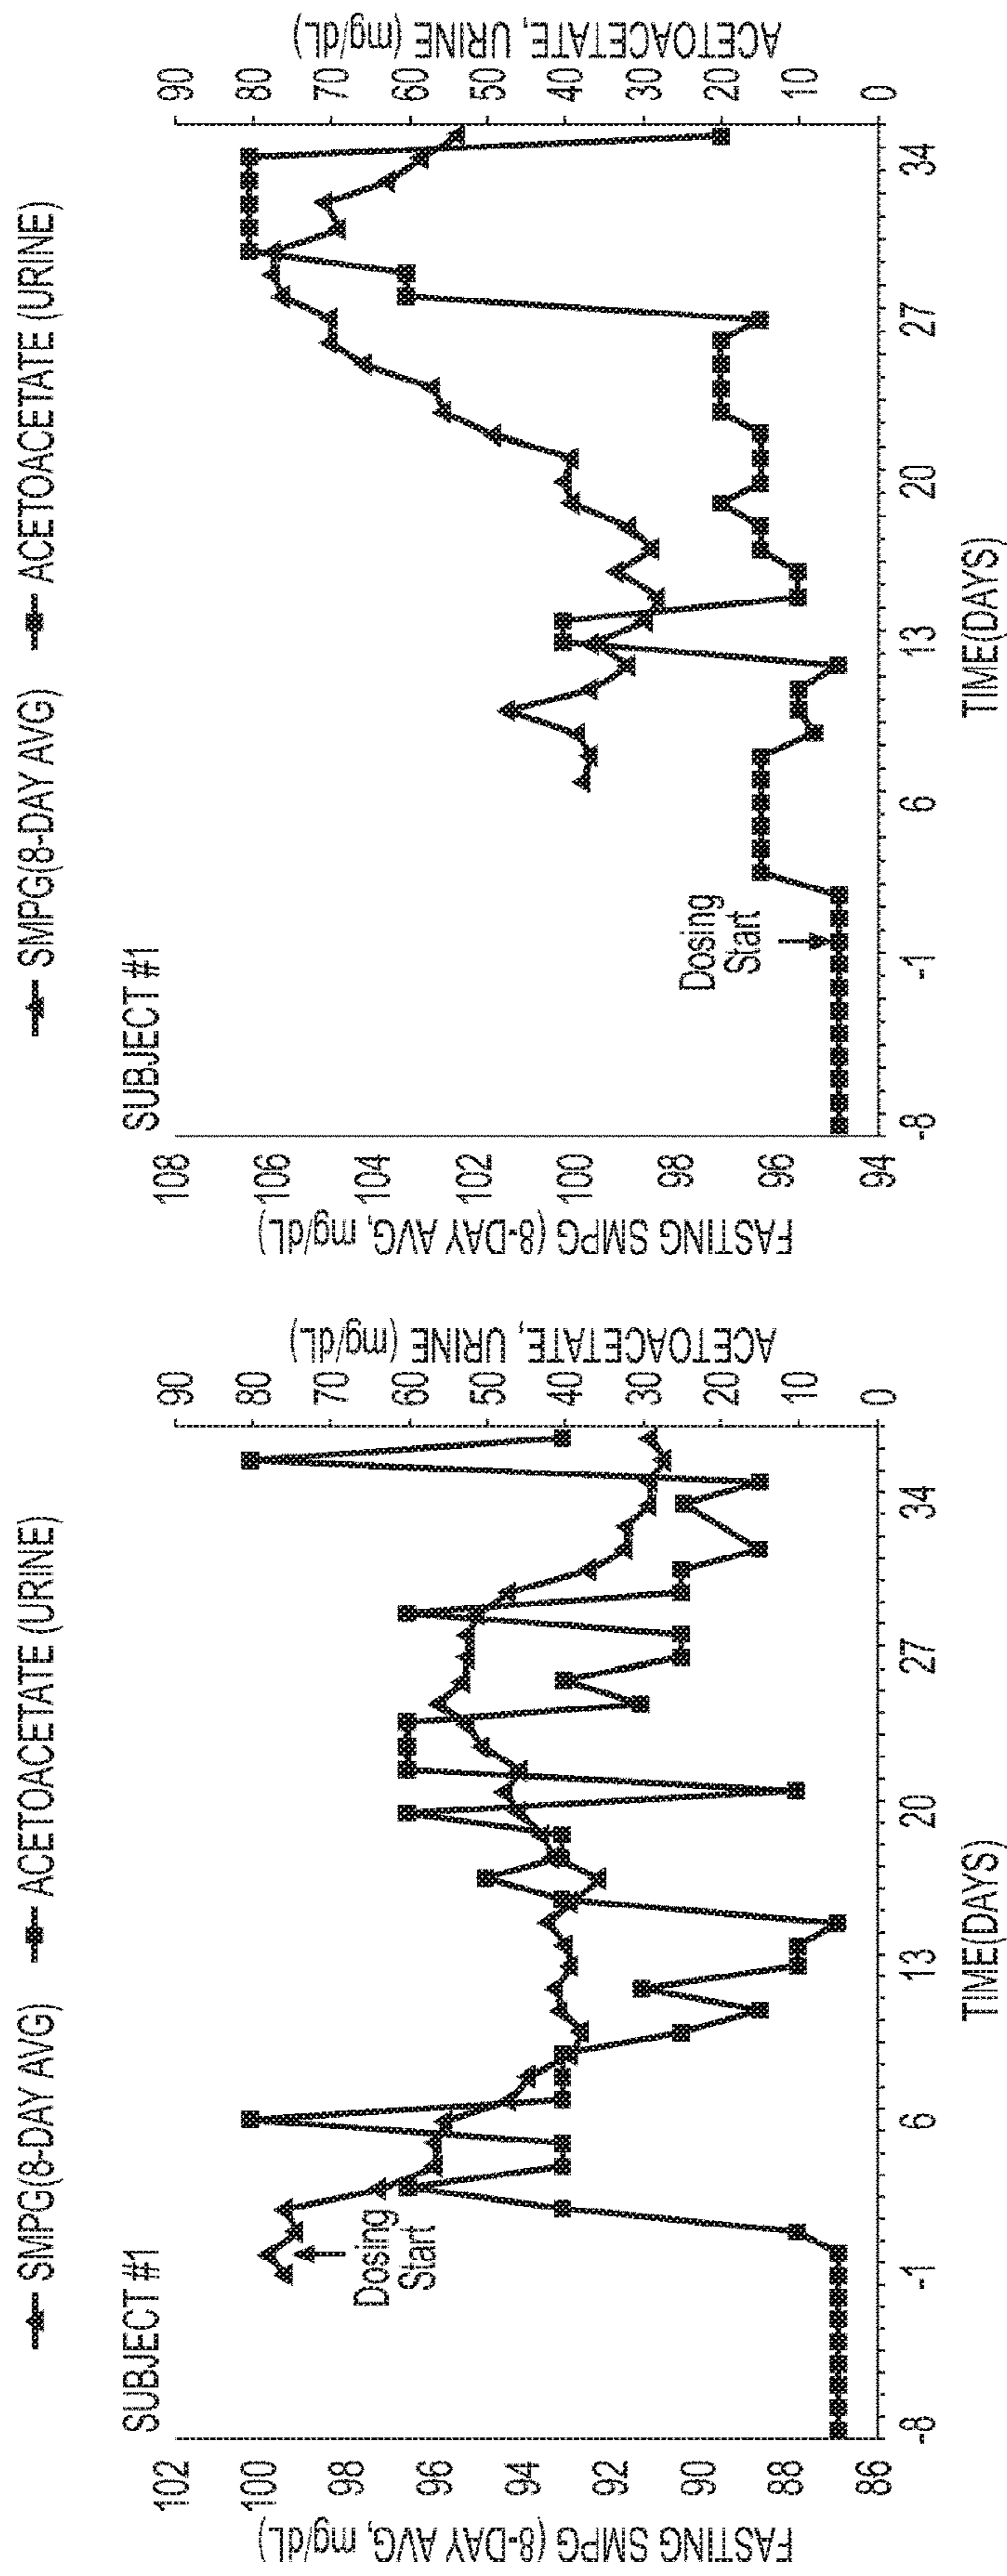 SMPG(8-DAY AVG) ACETOACETATE (URINE)
SUBJECT #1
FASTING SMPG (8-DAY AVG, mg/dL)
102
100
98
96
94
92
90
88
86
Dosing
Start
90
80
70
60
50
40
30
20
10
0
ACETOACETATE, URINE (mg/dL)
-8 -1 6 13 20 27 34
TIME(DAYS)
SMPG(8-DAY AVG) ACETOACETATE (URINE)
SUBJECT #1
FASTING SMPG (8-DAY AVG, mg/dL)
108
106
104
102
100
98
96
94
Dosing
Start
90
80
70
60
50
40
30
20
10
0
ACETOACETATE, URINE (mg/dL)
-8 -1 6 13 20 27 34
TIME(DAYS)